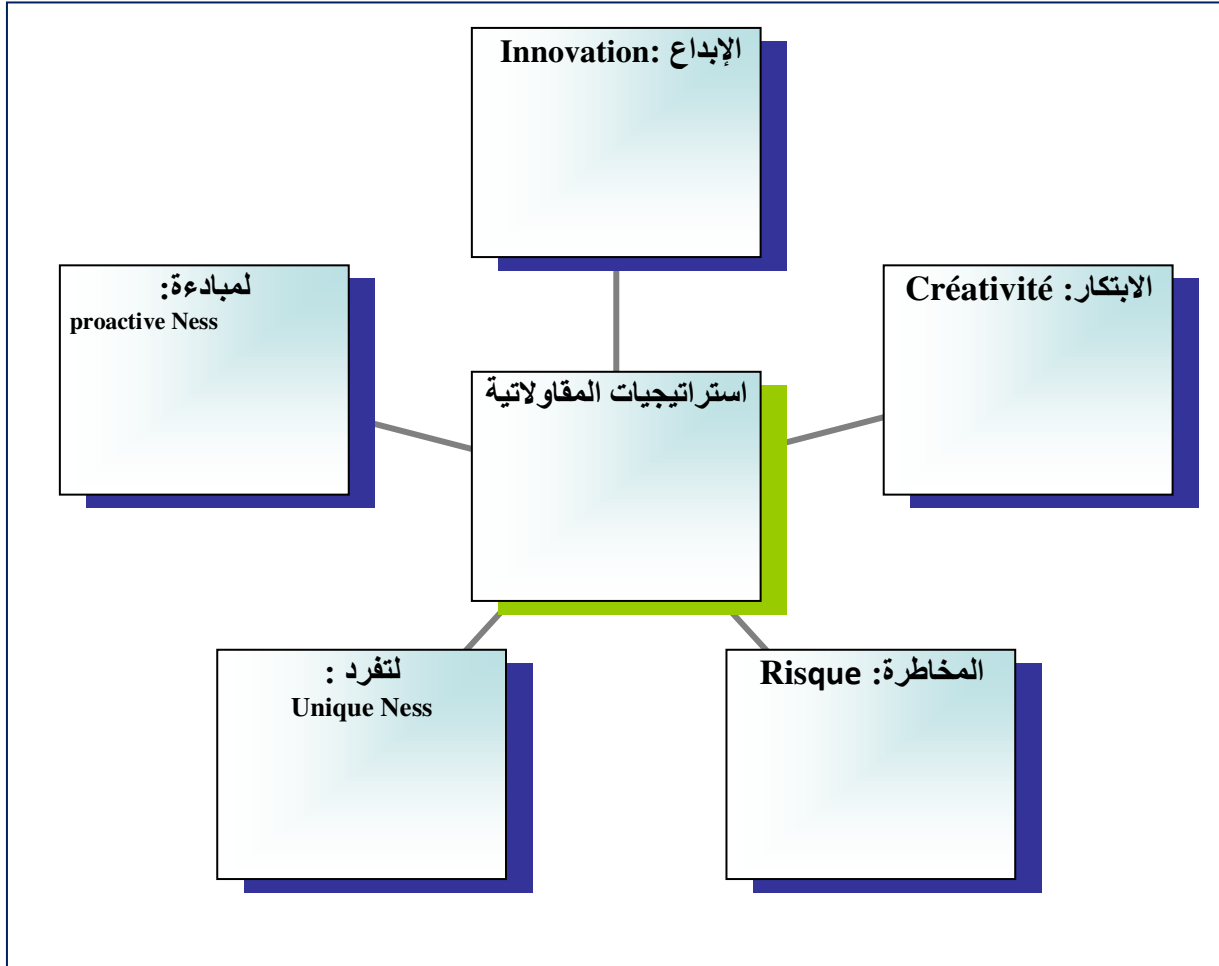 الإبداع :Innovation
الابتكار: Créativité
لمبادءة:
proactive Ness
استراتيجيات المقاولاتية
المخاطرة: Risque
لتفرد :
Unique Ness